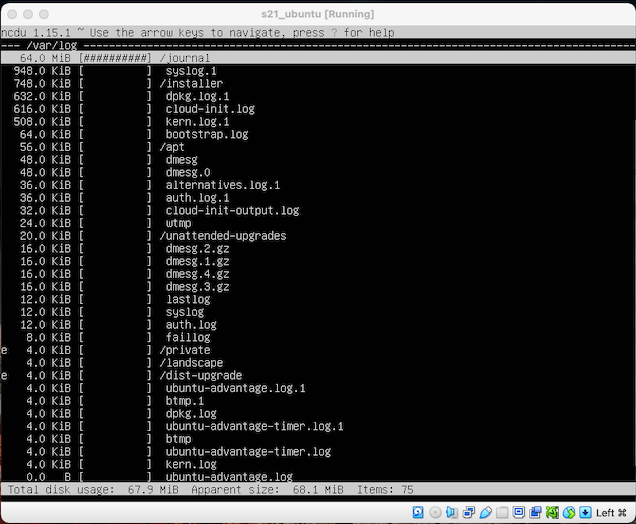 s21_ubuntu [Running]
ncdu 1.15.1 ~ Use the arrow keys to navigate, press ? for help
--- /var/log ---------------------------------------------------------------
64.0 MiB [##########] /journal
948.0 KiB [          ]  syslog.1
748.0 KiB [          ] /installer
632.0 KiB [          ]  dpkg.log.1
616.0 KiB [          ]  cloud-init.log
508.0 KiB [          ]  kern.log.1
64.0 KiB [          ]  bootstrap.log
56.0 KiB [          ] /apt
48.0 KiB [          ]  dmesg
48.0 KiB [          ]  dmesg.0
36.0 KiB [          ]  alternatives.log.1
36.0 KiB [          ]  auth.log.1
32.0 KiB [          ]  cloud-init-output.log
24.0 KiB [          ]  wtmp
20.0 KiB [          ] /unattended-upgrades
16.0 KiB [          ]  dmesg.2.gz
16.0 KiB [          ]  dmesg.1.gz
16.0 KiB [          ]  dmesg.4.gz
16.0 KiB [          ]  dmesg.3.gz
12.0 KiB [          ]  lastlog
12.0 KiB [          ]  syslog
12.0 KiB [          ]  auth.log
8.0 KiB [          ]  faillog
e   4.0 KiB [          ] /private
4.0 KiB [          ] /landscape
e   4.0 KiB [          ] /dist-upgrade
4.0 KiB [          ]  ubuntu-advantage.log.1
4.0 KiB [          ]  btmp.1
4.0 KiB [          ]  dpkg.log
4.0 KiB [          ]  ubuntu-advantage-timer.log.1
4.0 KiB [          ]  btmp
4.0 KiB [          ]  ubuntu-advantage-timer.log
4.0 KiB [          ]  kern.log
0.0   B [          ]  ubuntu-advantage.log
Total disk usage:  67.9 MiB  Apparent size:  68.1 MiB  Items: 75
Left ⌘